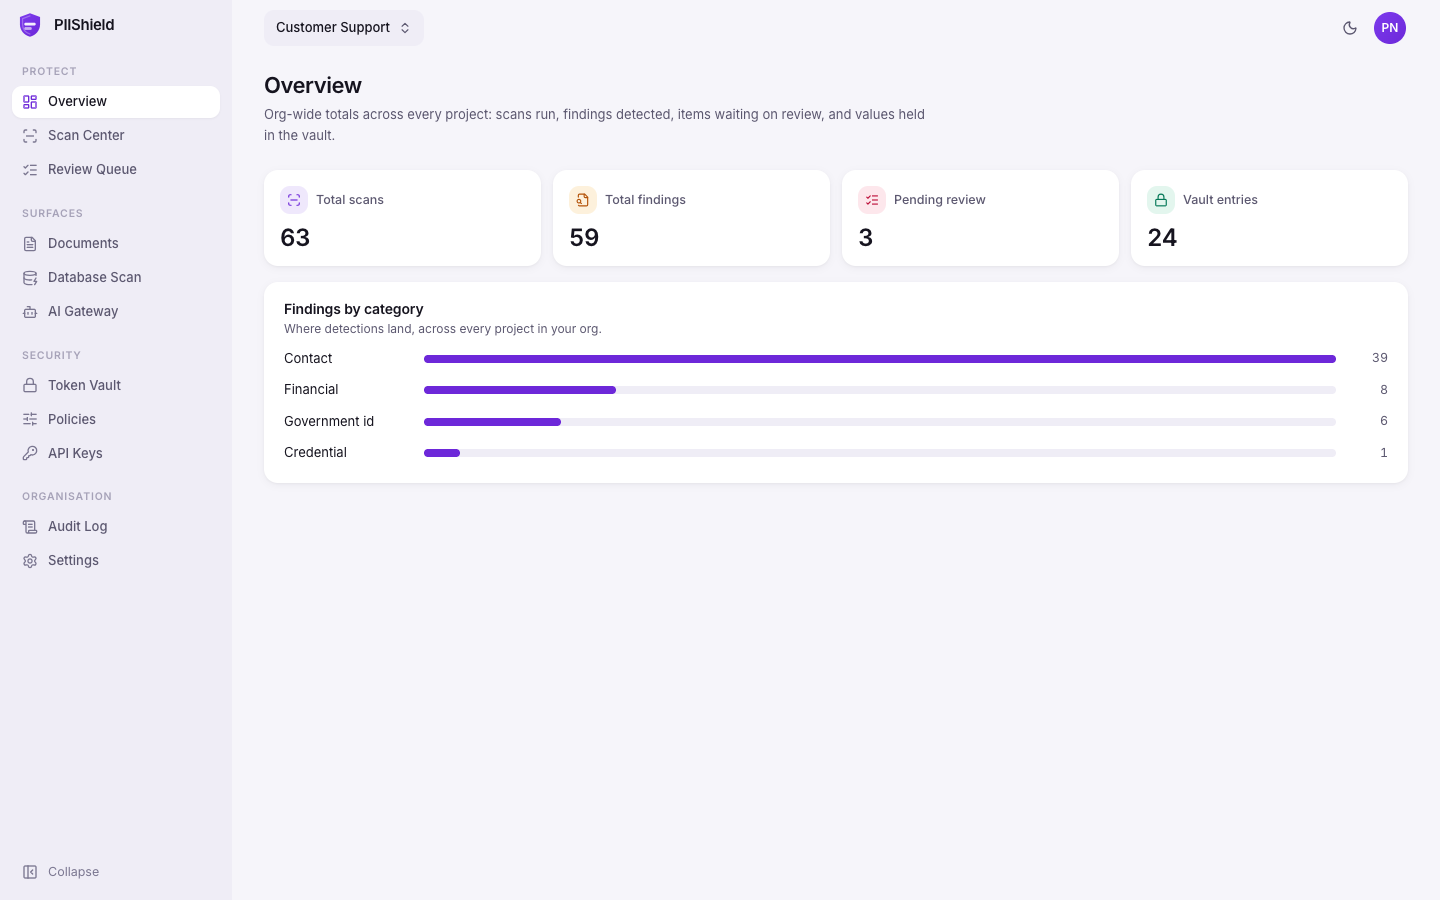 PIIShield
Customer Support
PN
PROTECT
Overview
Scan Center
Review Queue
SURFACES
Documents
Database Scan
AI Gateway
SECURITY
Token Vault
Policies
API Keys
ORGANISATION
Audit Log
Settings
Collapse
Overview
Org-wide totals across every project: scans run, findings detected, items waiting on review, and values held
in the vault.
Total scans
63
Total findings
59
Pending review
3
Vault entries
24
Findings by category
Where detections land, across every project in your org.
Contact 39
Financial 8
Government id 6
Credential 1